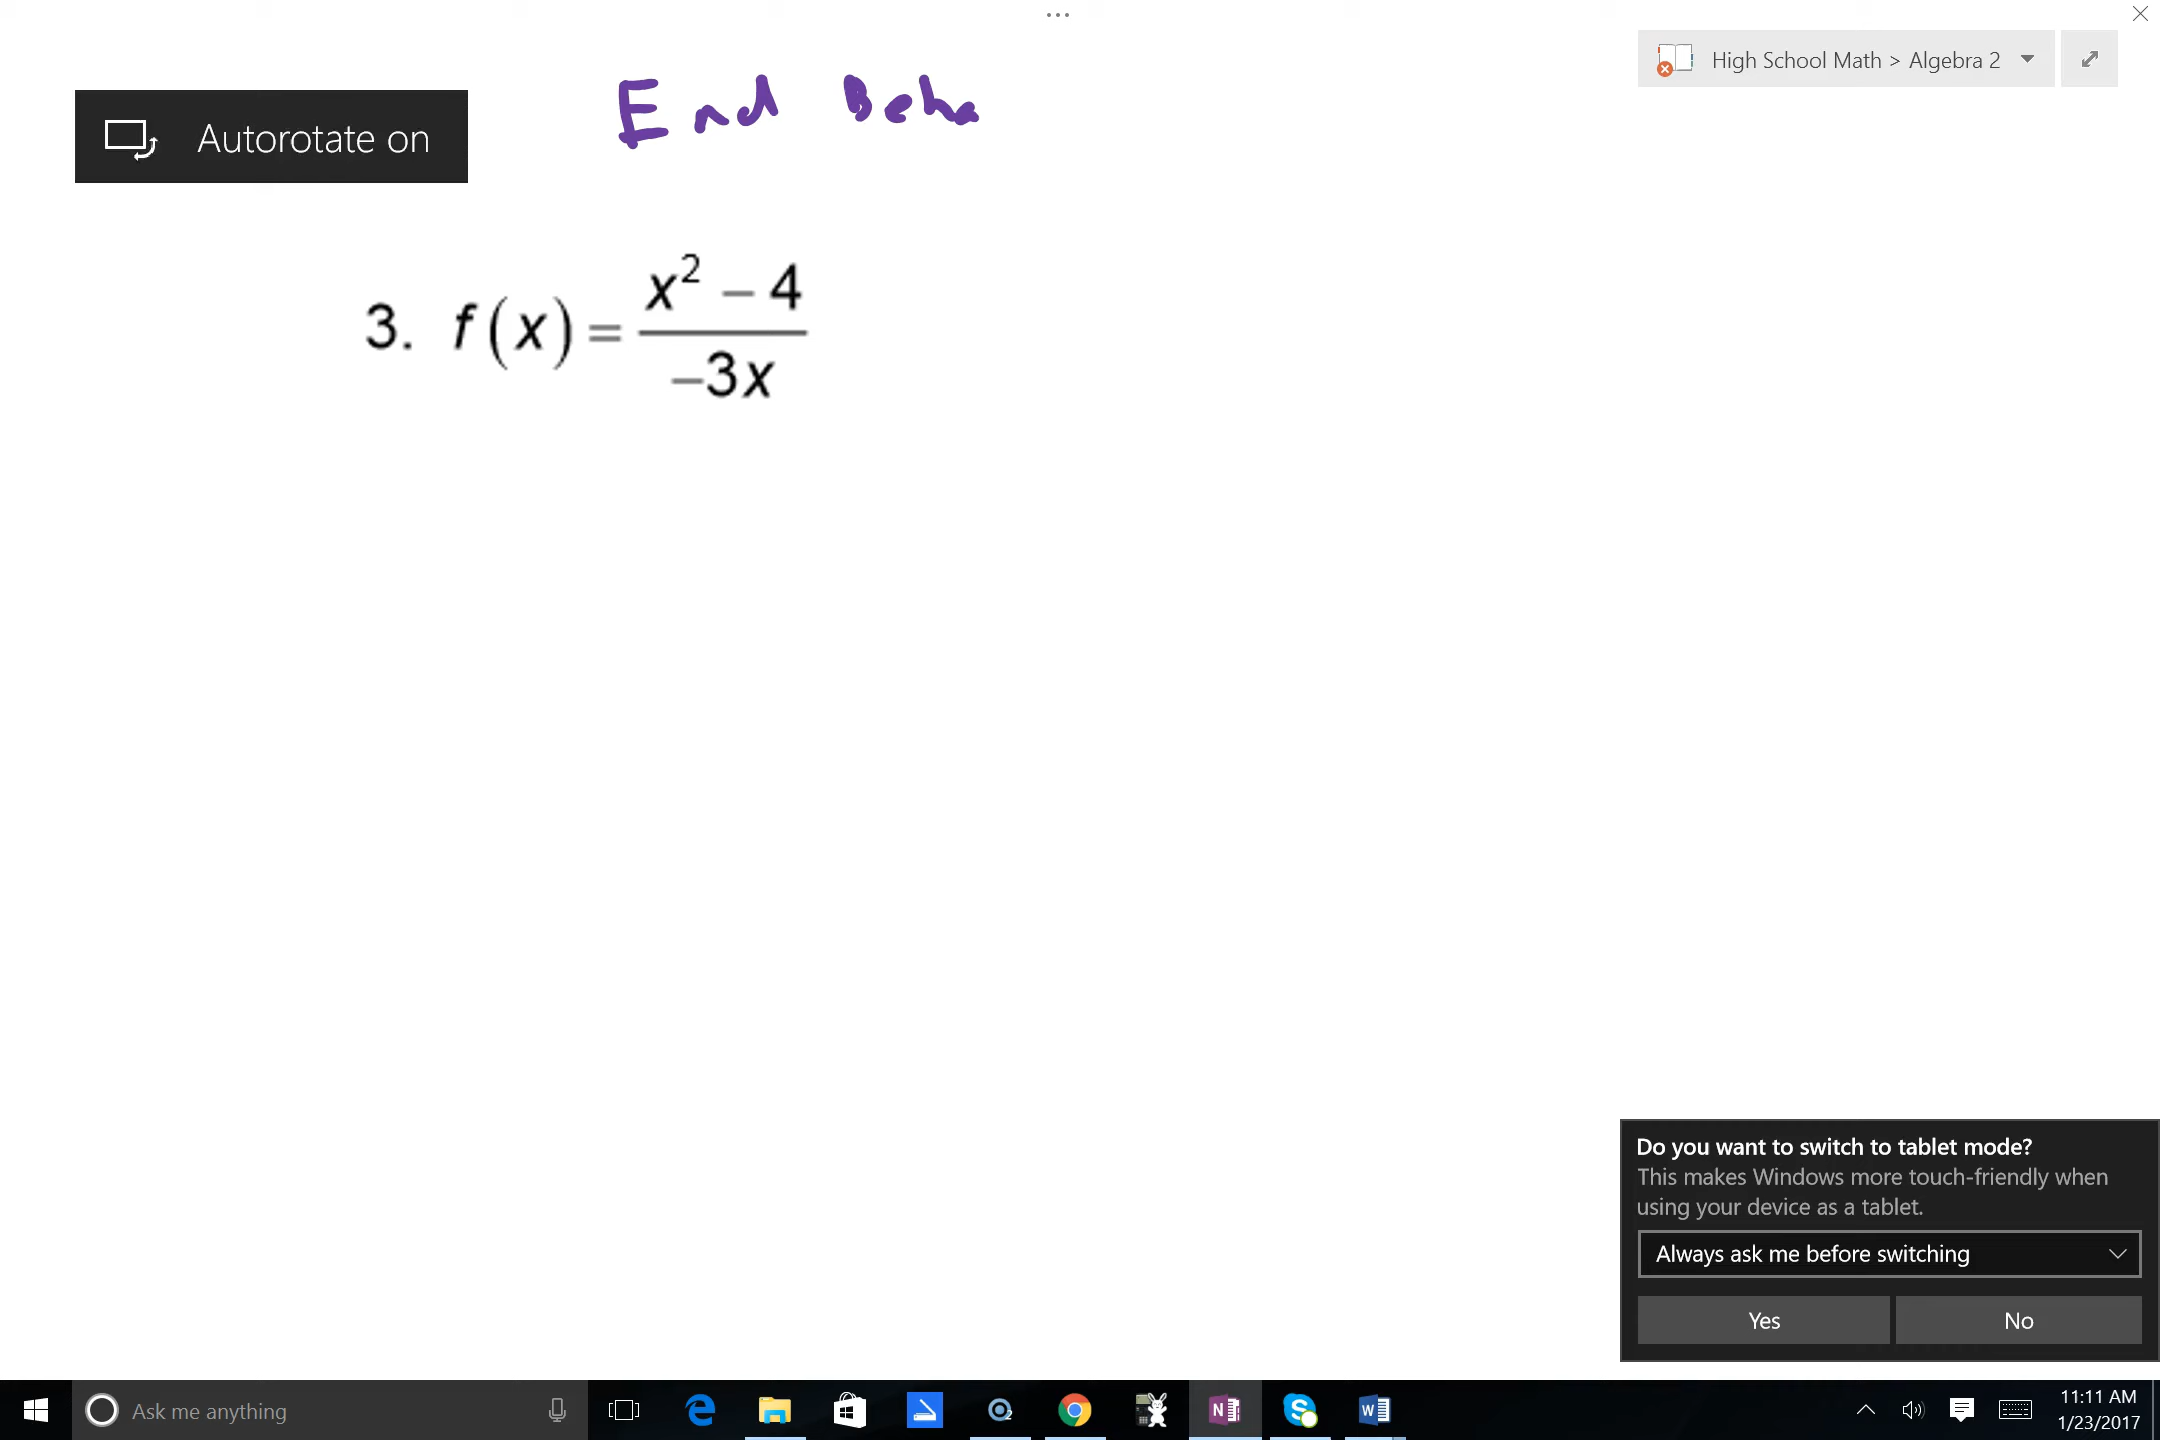 ...
High School Math > Algebra 2
End Beha
Autorotate on
3. f(x) = (x² – 4)/(–3x)
Do you want to switch to tablet mode?
This makes Windows more touch-friendly when
using your device as a tablet.
Always ask me before switching
Yes No
Ask me anything
11:11 AM
1/23/2017